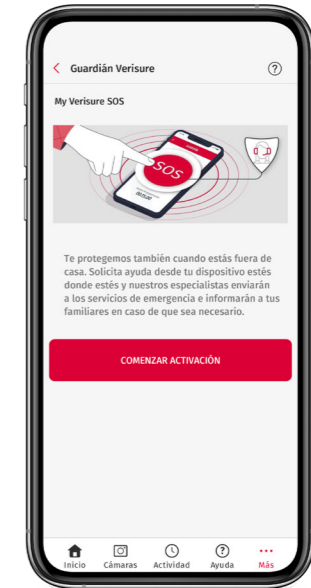 Guardián Verisure
?
My Verisure SOS
SOS
Te protegemos también cuando estás fuera de
casa. Solicita ayuda desde tu dispositivo estés
donde estés y nuestros especialistas enviarán
a los servicios de emergencia e informarán a tus
familiares en caso de que sea necesario.
COMENZAR ACTIVACIÓN
?
Inicio Cámaras Actividad Ayuda Más